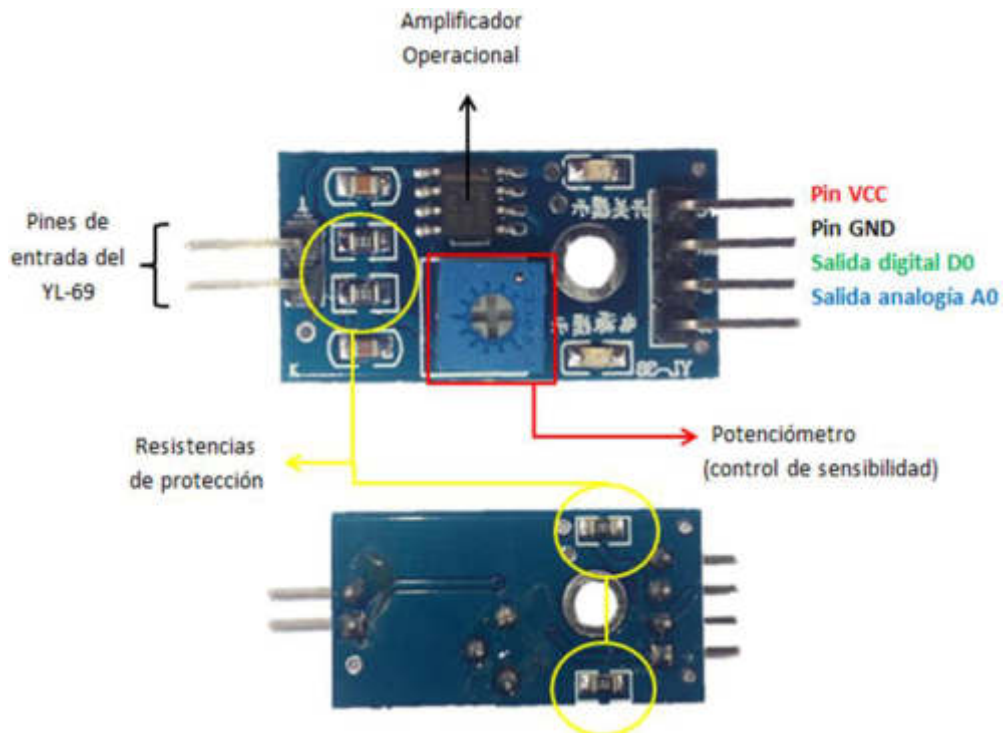 Amplificador
Operacional
Pines de
entrada del
YL-69
Pin VCC
Pin GND
Salida digital D0
Salida analogía A0
Resistencias
de protección
Potenciómetro
(control de sensibilidad)